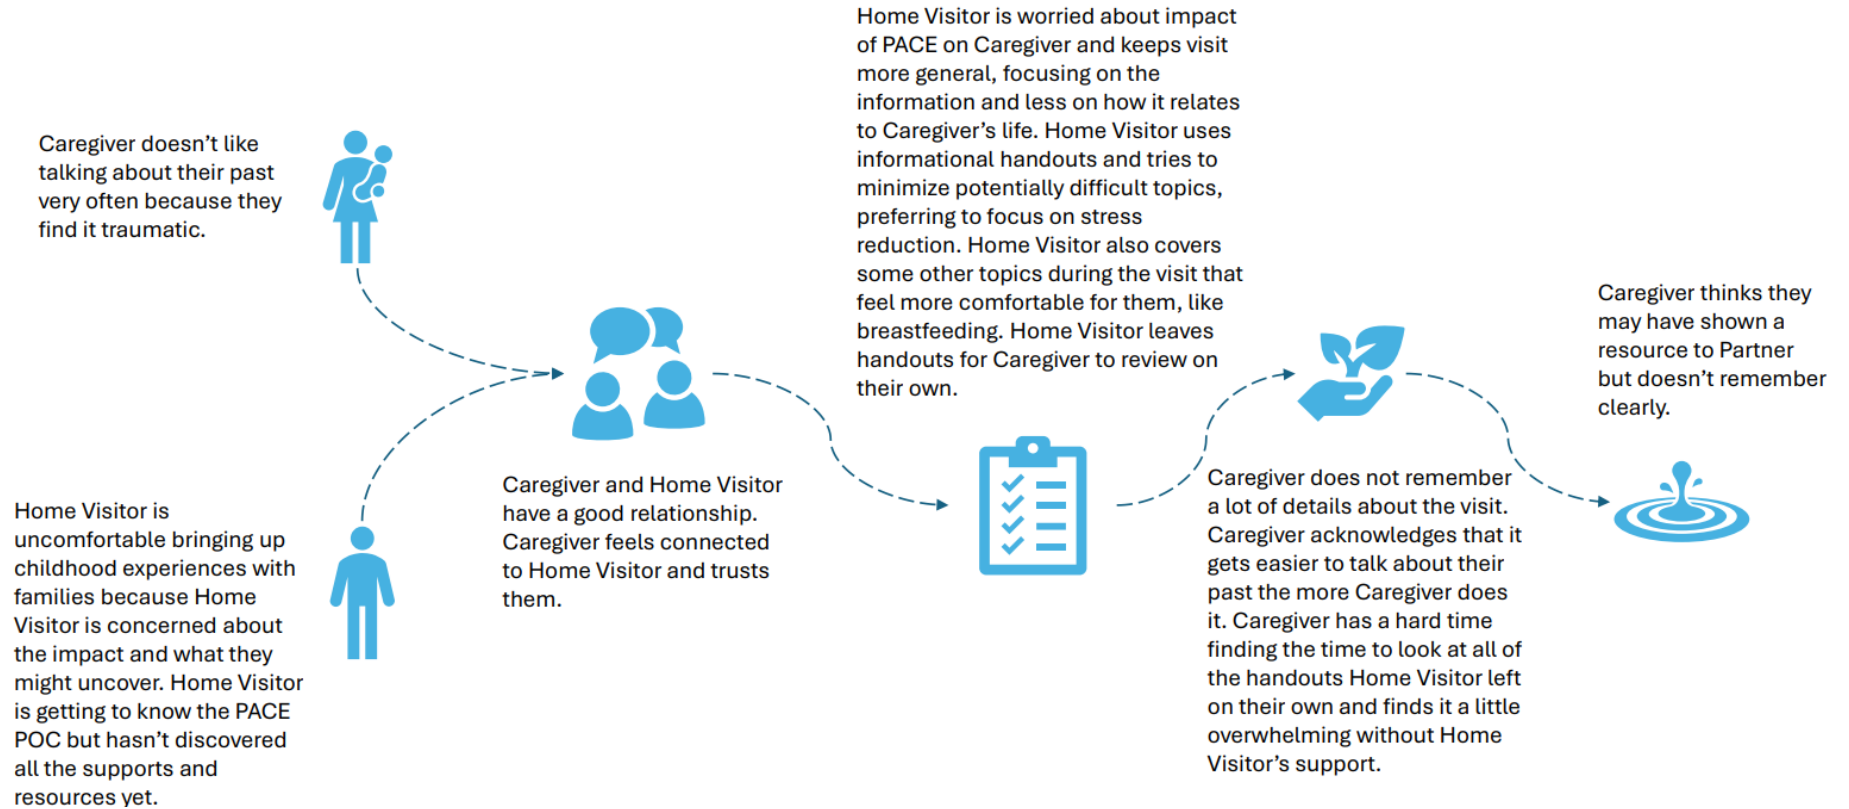 Caregiver doesn’t like
talking about their past
very often because they
find it traumatic.
Home Visitor is
uncomfortable bringing up
childhood experiences with
families because Home
Visitor is concerned about
the impact and what they
might uncover. Home Visitor
is getting to know the PACE
POC but hasn’t discovered
all the supports and
resources yet.
Caregiver and Home Visitor
have a good relationship.
Caregiver feels connected
to Home Visitor and trusts
them.
Home Visitor is worried about impact
of PACE on Caregiver and keeps visit
more general, focusing on the
information and less on how it relates
to Caregiver’s life. Home Visitor uses
informational handouts and tries to
minimize potentially difficult topics,
preferring to focus on stress
reduction. Home Visitor also covers
some other topics during the visit that
feel more comfortable for them, like
breastfeeding. Home Visitor leaves
handouts for Caregiver to review on
their own.
Caregiver does not remember
a lot of details about the visit.
Caregiver acknowledges that it
gets easier to talk about their
past the more Caregiver does
it. Caregiver has a hard time
finding the time to look at all of
the handouts Home Visitor left
on their own and finds it a little
overwhelming without Home
Visitor’s support.
Caregiver thinks they
may have shown a
resource to Partner
but doesn’t remember
clearly.